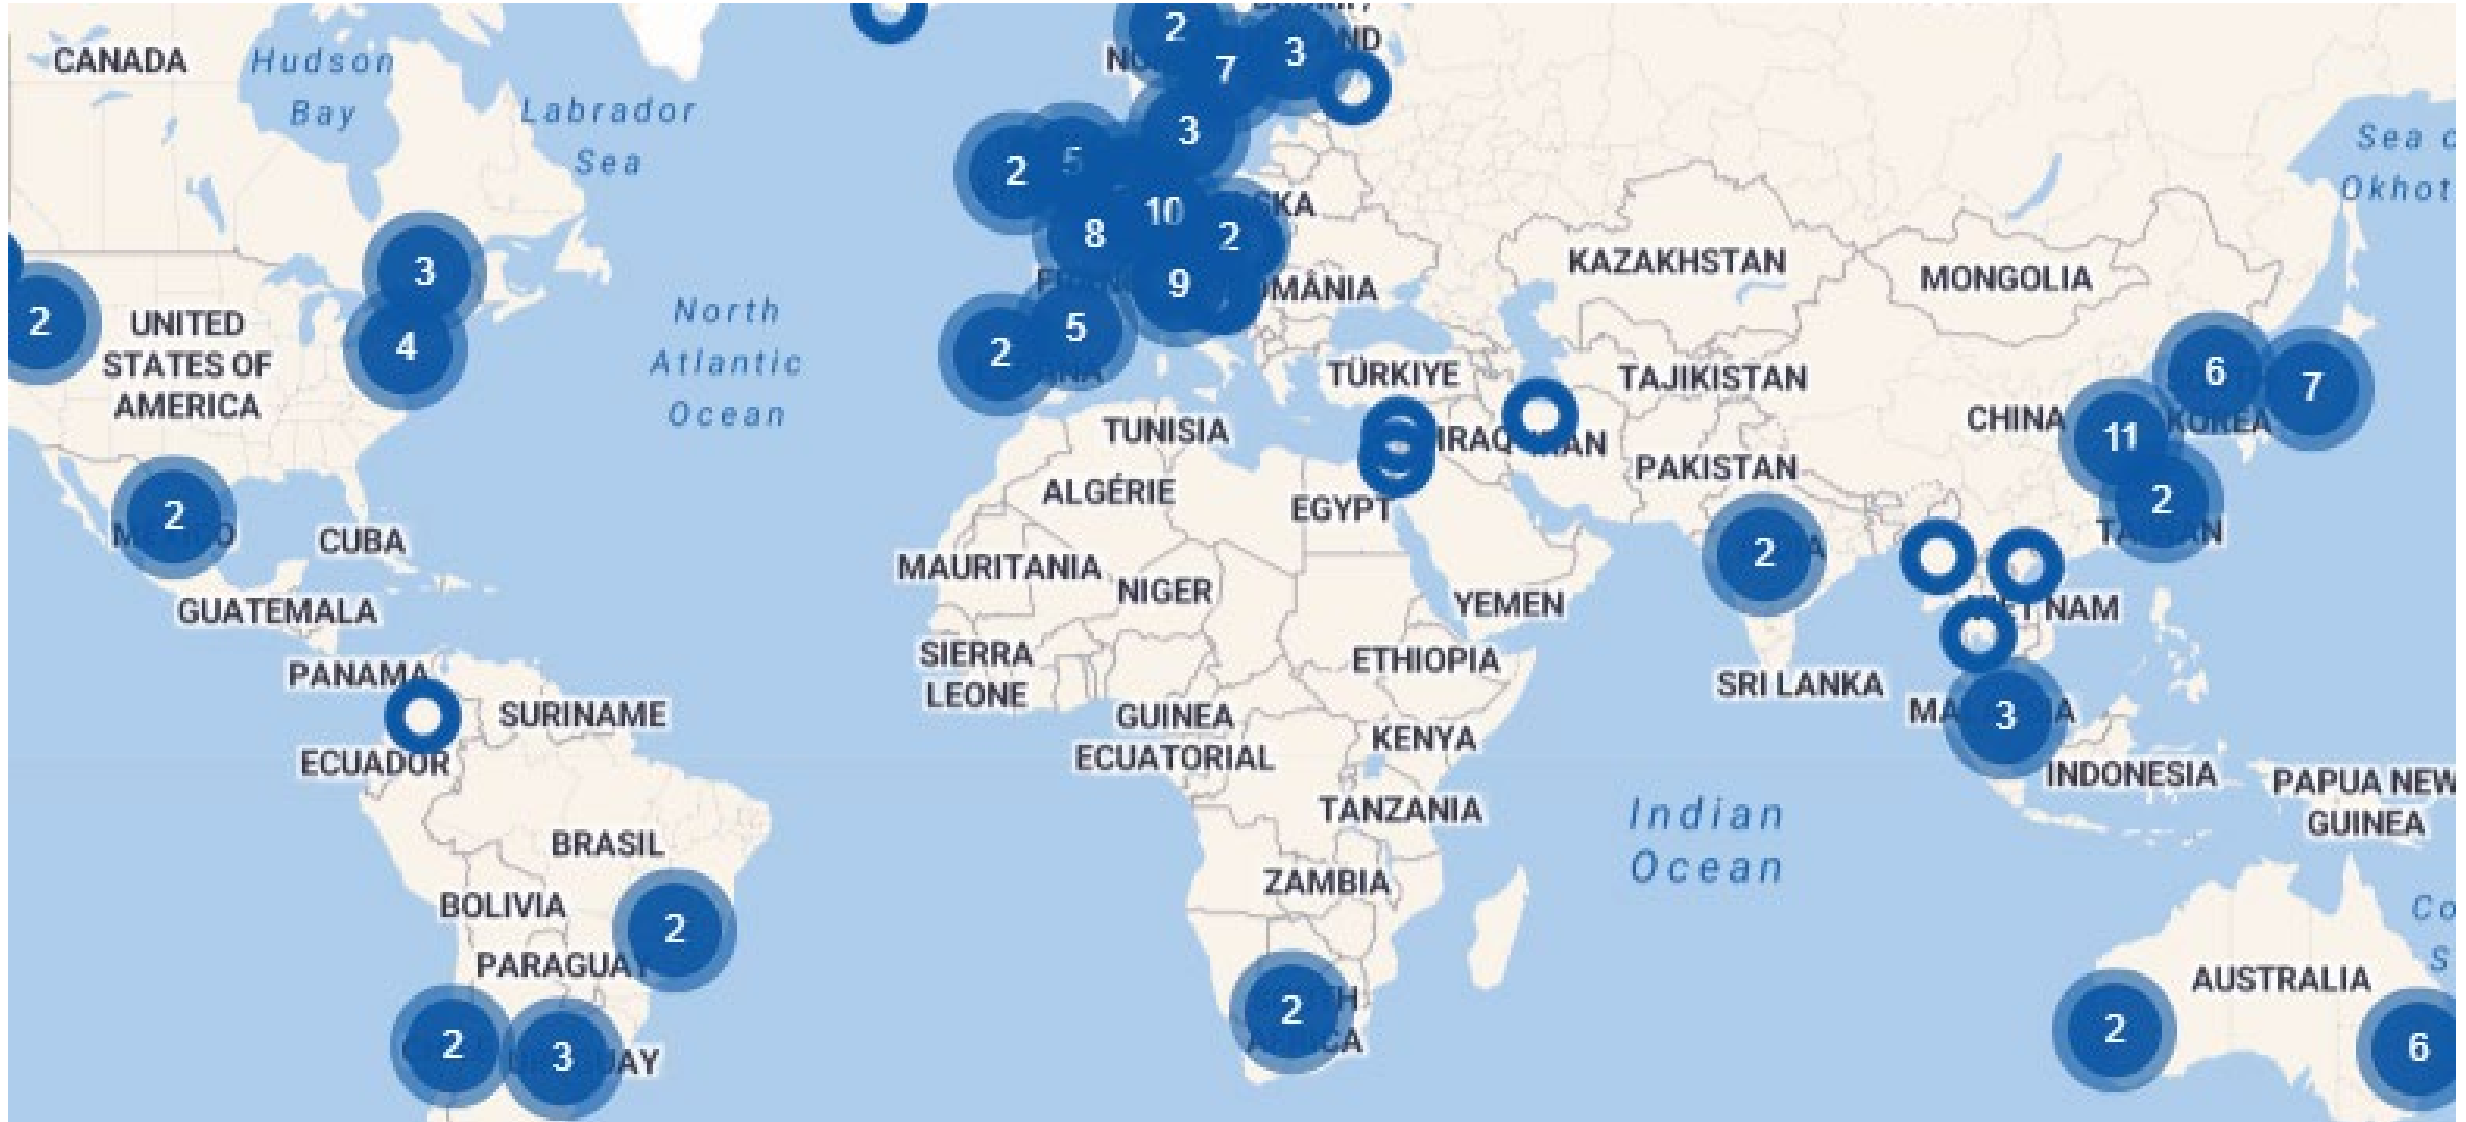 CANADA
Hudson
Bay
Labrador
Sea
2
7
3
3
2
5
10
8
2
9
5
2
3
4
2
UNITED
STATES OF
AMERICA
North
Atlantic
Ocean
KAZAKHSTAN
MONGOLIA
TÜRKIYE
TAJIKISTAN
6
7
CHINA
11
KOREA
2
TUNISIA
IRAQ
PAKISTAN
ALGÉRIE
EGYPT
2
CUBA
2
MAURITANIA
NIGER
YEMEN
GUATEMALA
NAM
SIERRA
LEONE
ETHIOPIA
SRI LANKA
PANAMA
SURINAME
GUINEA
ECUATORIAL
KENYA
3
ECUADOR
INDONESIA
PAPUA NEW
GUINEA
TANZANIA
Indian
Ocean
BRASIL
ZAMBIA
BOLIVIA
2
PARAGUAY
AUSTRALIA
2
2
3
2
6